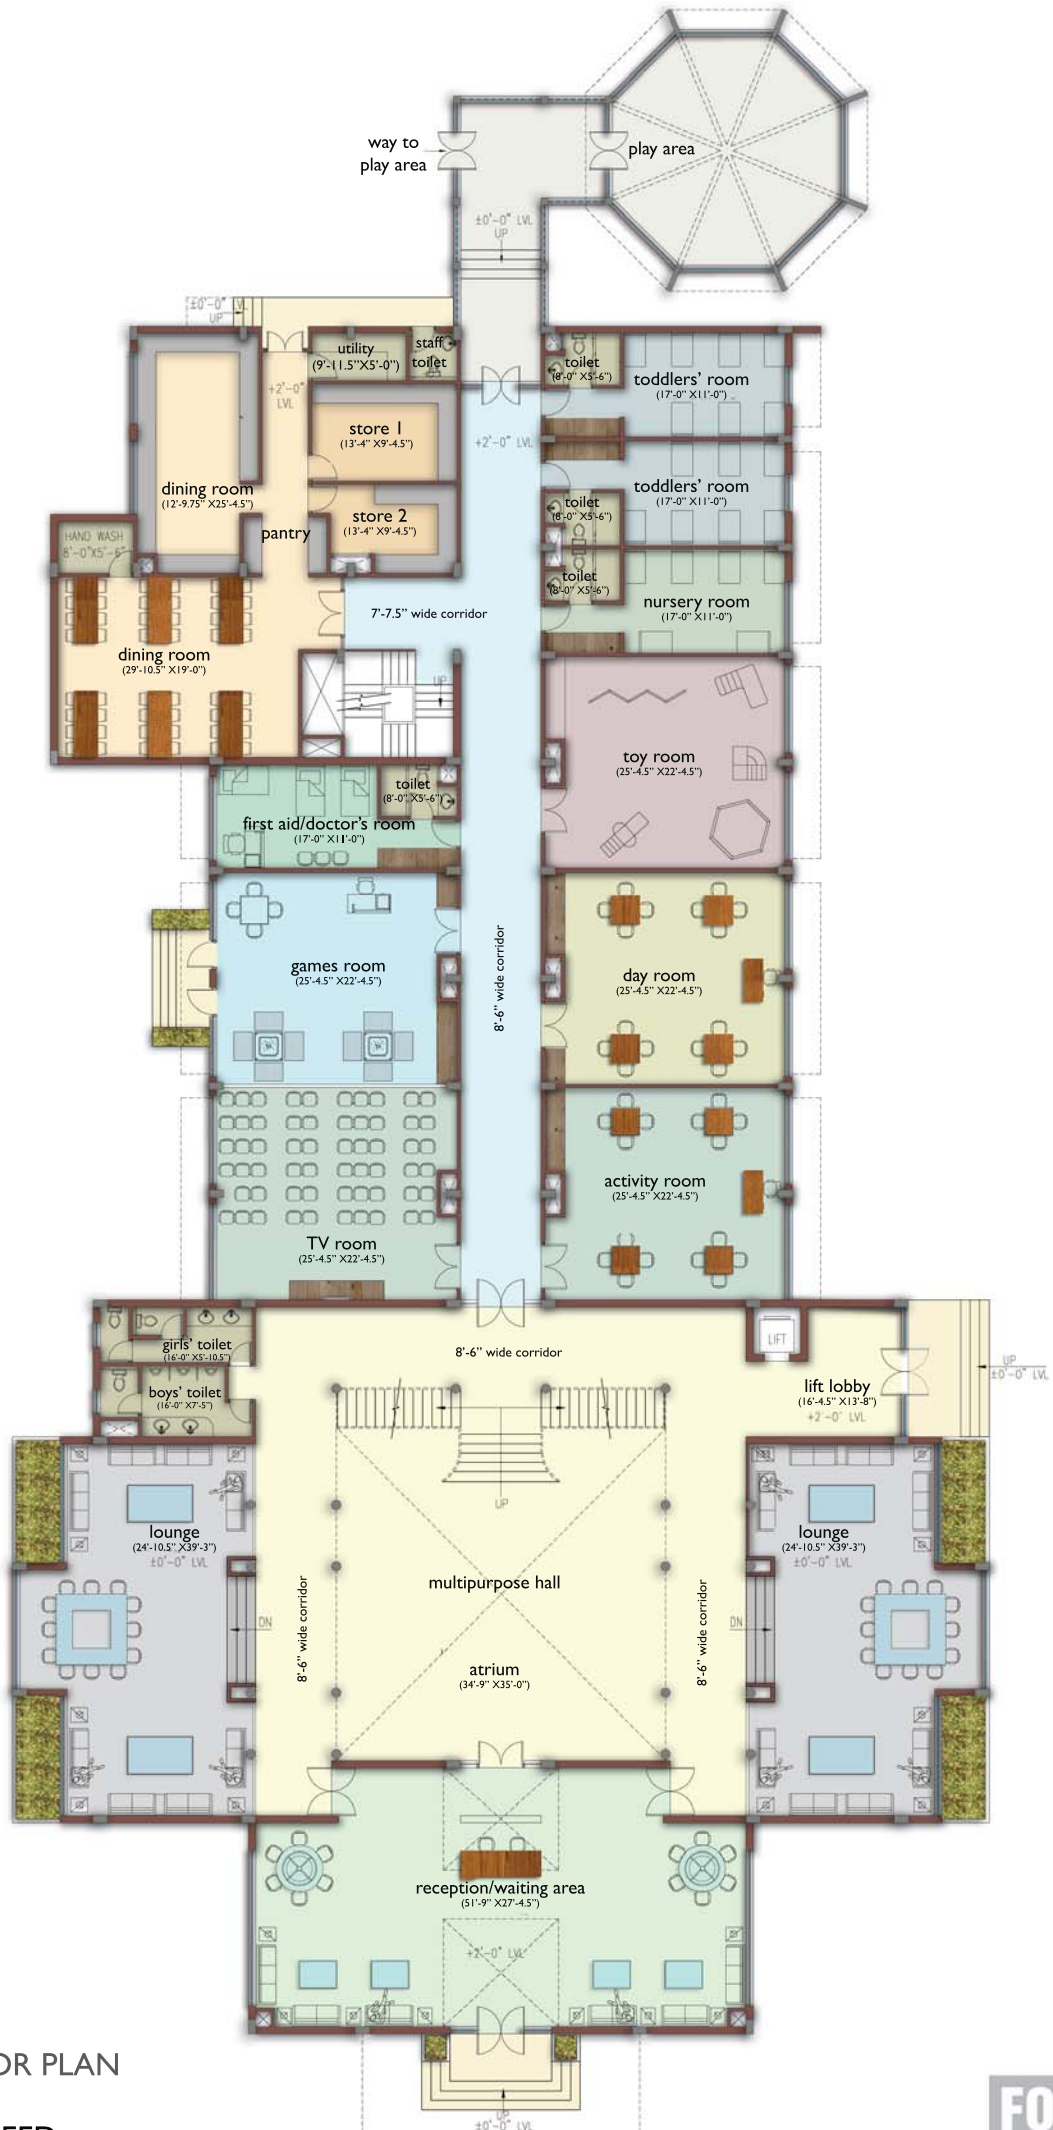 way to
play area
play area
±0'-0" LVL
UP
±0'-0" LVL
UP
utility
(9'-11.5"X5'-0")
staff
toilet
toilet
(8'-0" X5'-6")
toddlers' room
(17'-0" X11'-0")
+2'-0"
LVL
store 1
(13'-4" X9'-4.5")
+2'-0" LVL
dining room
(12'-9.75" X25'-4.5")
toddlers' room
(17'-0" X11'-0")
store 2
(13'-4" X9'-4.5")
toilet
(8'-0" X5'-6")
pantry
HAND WASH
8'-0"X5'-6"
toilet
(8'-0" X5'-6")
nursery room
(17'-0" X11'-0")
7'-7.5" wide corridor
dining room
(29'-10.5" X19'-0")
UP
toy room
(25'-4.5" X22'-4.5")
toilet
(8'-0" X5'-6")
first aid/doctor's room
(17'-0" X11'-0")
games room
(25'-4.5" X22'-4.5")
8'-6" wide corridor
day room
(25'-4.5" X22'-4.5")
activity room
(25'-4.5" X22'-4.5")
TV room
(25'-4.5" X22'-4.5")
girls' toilet
(16'-0" X5'-10.5")
8'-6" wide corridor
LIFT
UP
±0'-0" LVL
boys' toilet
(16'-0" X7'-5")
lift lobby
(16'-4.5" X13'-8")
+2'-0" LVL
UP
lounge
(24'-10.5" X39'-3")
±0'-0" LVL
lounge
(24'-10.5" X39'-3")
±0'-0" LVL
multipurpose hall
DN
DN
8'-6" wide corridor
8'-6" wide corridor
atrium
(34'-9" X35'-0")
reception/waiting area
(51'-9" X27'-4.5")
+2'-0" LVL
UP
±0'-0" LVL
OR PLAN
FO